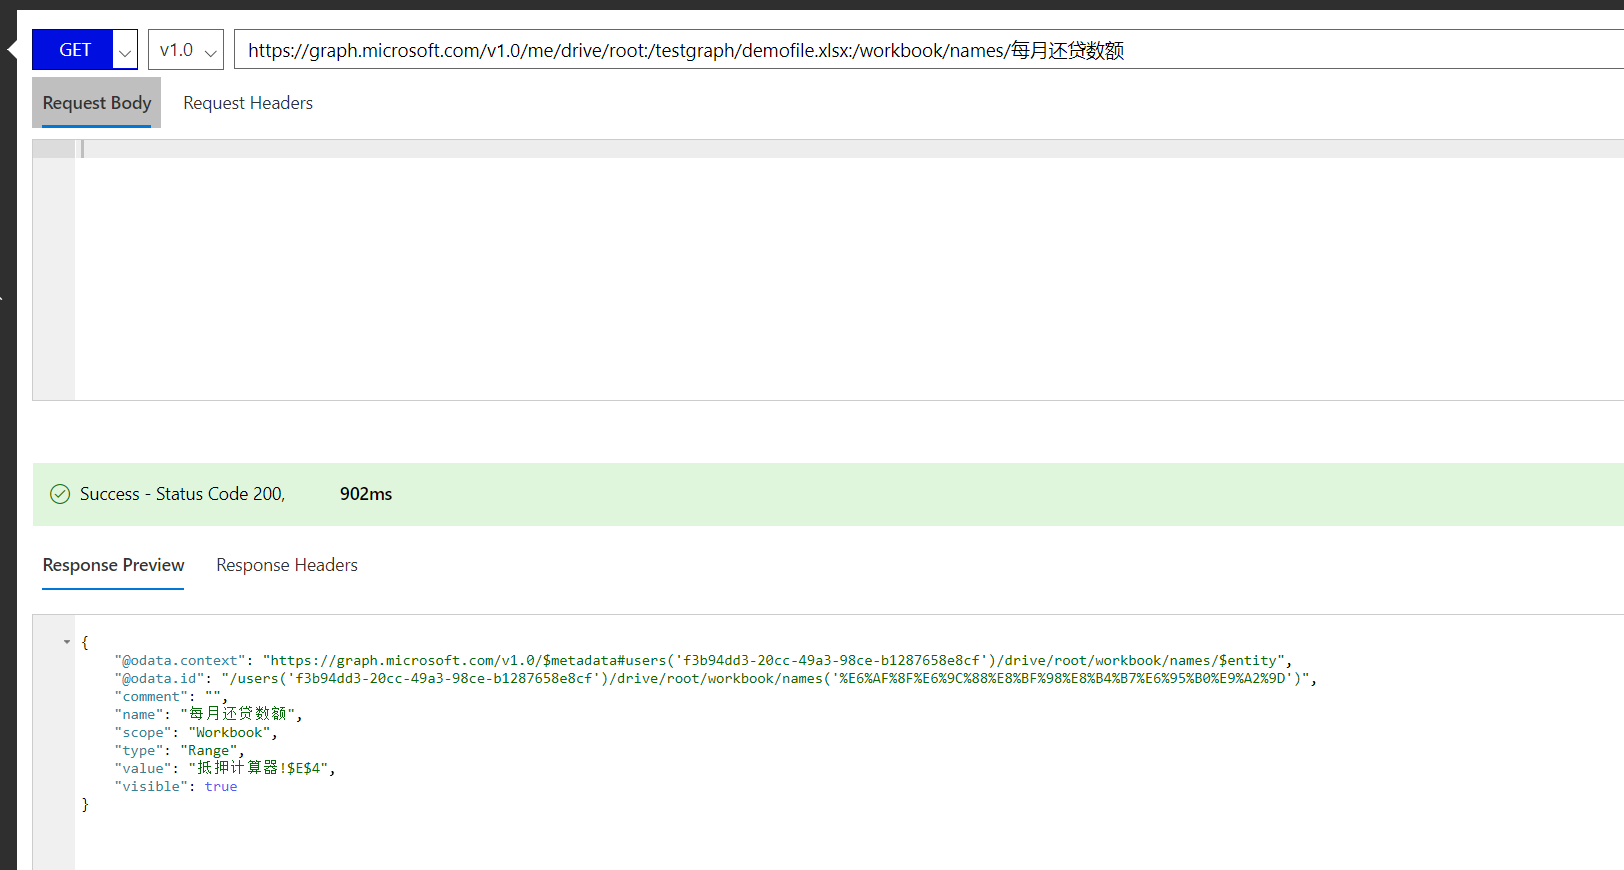 GET v1.0 https://graph.microsoft.com/v1.0/me/drive/root:/testgraph/demofile.xlsx:/workbook/names/每月还贷数额
Request Body Request Headers
Success - Status Code 200, 902ms
Response Preview Response Headers
{
"@odata.context": "https://graph.microsoft.com/v1.0/$metadata#users('f3b94dd3-20cc-49a3-98ce-b1287658e8cf')/drive/root/workbook/names/$entity",
"@odata.id": "/users('f3b94dd3-20cc-49a3-98ce-b1287658e8cf')/drive/root/workbook/names('%E6%AF%8F%E6%9C%88%E8%BF%98%E8%B4%B7%E6%95%B0%E9%A2%9D')",
"comment": "",
"name": "每月还贷数额",
"scope": "Workbook",
"type": "Range",
"value": "抵押计算器!$E$4",
"visible": true
}